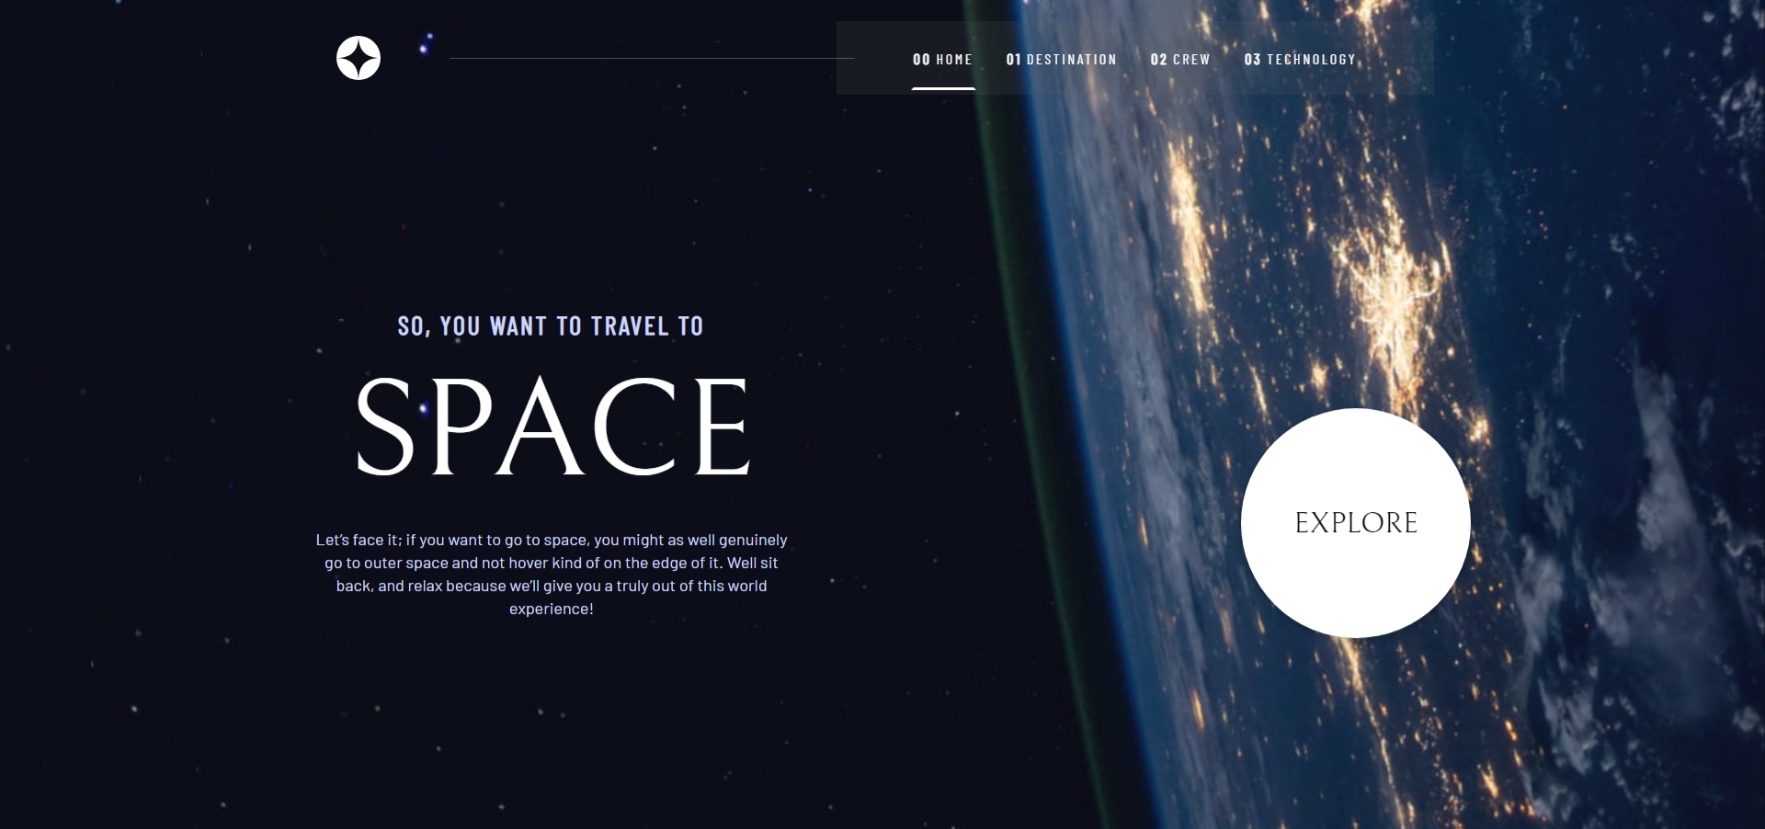 00 HOME 01 DESTINATION 02 CREW 03 TECHNOLOGY
SO, YOU WANT TO TRAVEL TO
SPACE
Let’s face it; if you want to go to space, you might as well genuinely
go to outer space and not hover kind of on the edge of it. Well sit
back, and relax because we’ll give you a truly out of this world
experience!
EXPLORE